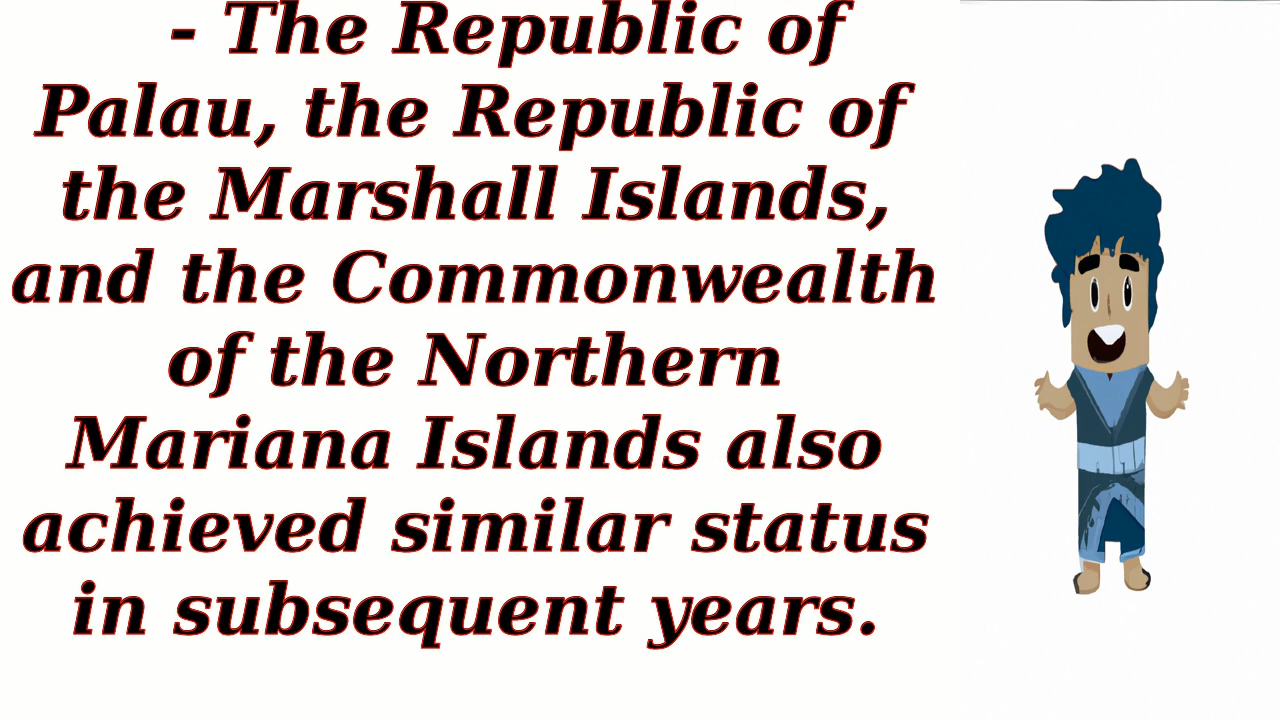 - The Republic of
Palau, the Republic of
the Marshall Islands,
and the Commonwealth
of the Northern
Mariana Islands also
achieved similar status
in subsequent years.